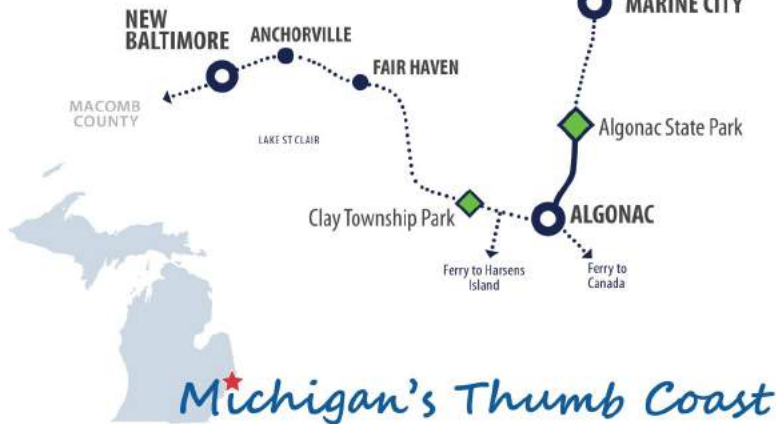 MARINE CITY
NEW
BALTIMORE
ANCHORVILLE
FAIR HAVEN
MACOMB
COUNTY
LAKE ST CLAIR
Algonac State Park
Clay Township Park
ALGONAC
Ferry to Harsens
Island
Ferry to
Canada
Michigan's Thumb Coast